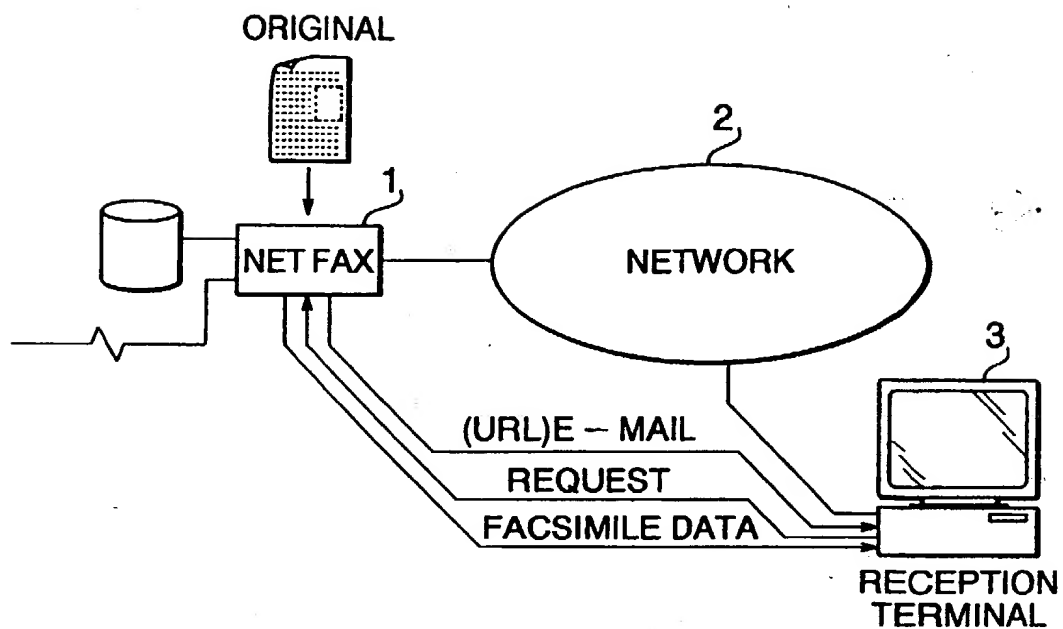 ORIGINAL
1
2
NET FAX
NETWORK
3
(URL)E – MAIL
REQUEST
FACSIMILE DATA
RECEPTION
TERMINAL